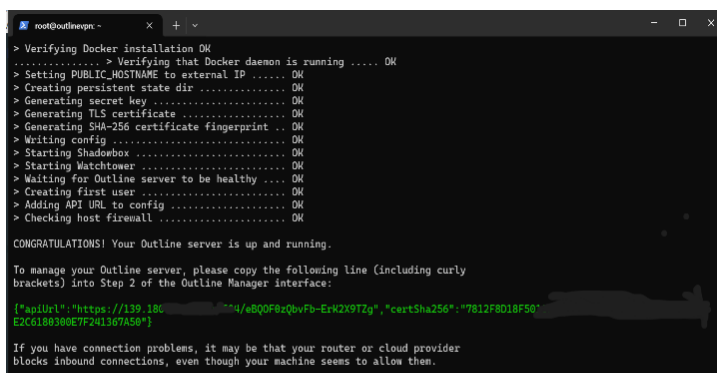 root@outlinevpn: ~
> Verifying Docker installation OK
............... > Verifying that Docker daemon is running ..... OK
> Setting PUBLIC_HOSTNAME to external IP ...... OK
> Creating persistent state dir ............... OK
> Generating secret key ....................... OK
> Generating TLS certificate .................. OK
> Generating SHA-256 certificate fingerprint .. OK
> Writing config .............................. OK
> Starting Shadowbox .......................... OK
> Starting Watchtower ......................... OK
> Waiting for Outline server to be healthy .... OK
> Creating first user ......................... OK
> Adding API URL to config .................... OK
> Checking host firewall ...................... OK
CONGRATULATIONS! Your Outline server is up and running.
To manage your Outline server, please copy the following line (including curly
brackets) into Step 2 of the Outline Manager interface:
{"apiUrl":"https://139.180 4/eBQOF0zQbvFb-ErK2X9TZg","certSha256":"7812F8D18F50
E2C6180300E7F241367A50"}
If you have connection problems, it may be that your router or cloud provider
blocks inbound connections, even though your machine seems to allow them.